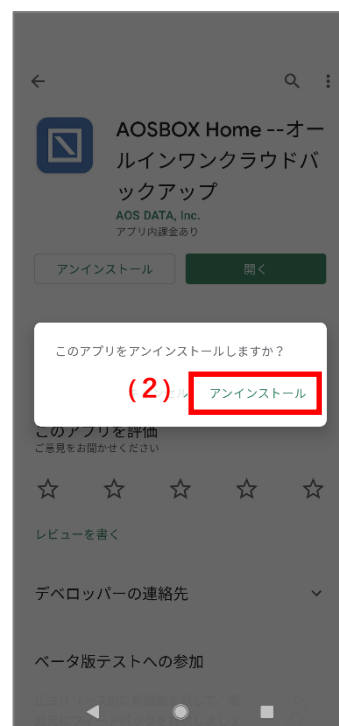 AOSBOX Home --オー
ルインワンクラウドバ
ックアップ
AOS DATA, Inc.
アプリ内課金あり
アンインストール
開く
このアプリをアンインストールしますか？
(2)
アンインストール
このアプリを評価
ご意見をお聞かせください
レビューを書く
デベロッパーの連絡先
ベータ版テストへの参加